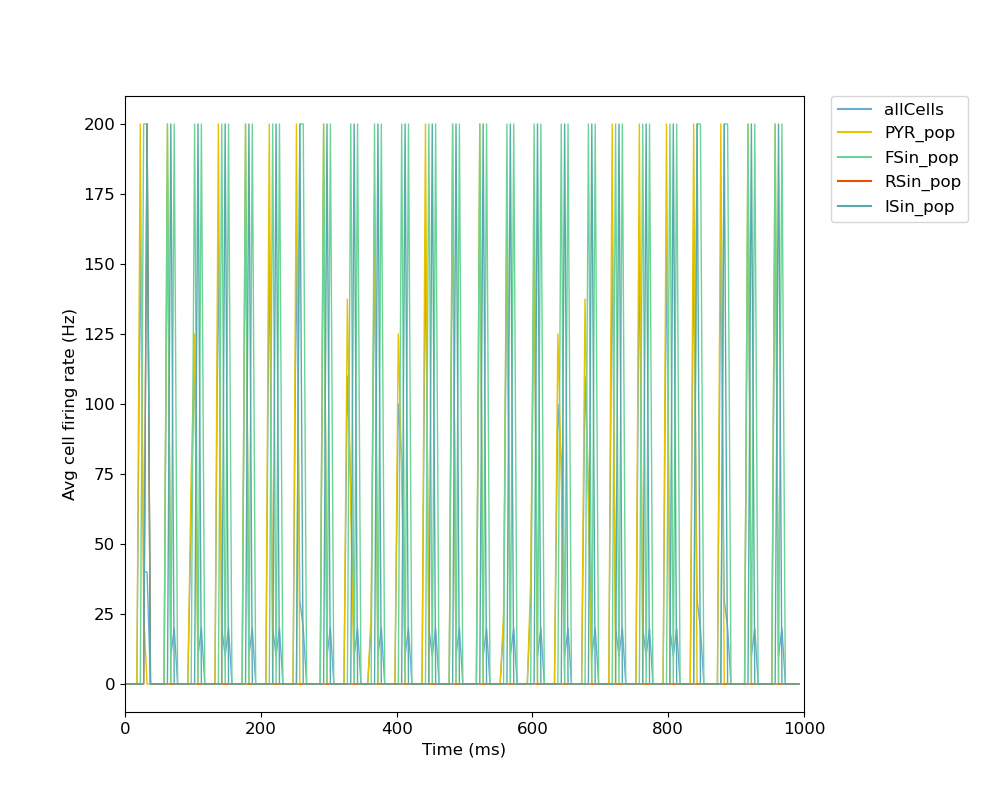 allCells
PYR_pop
FSin_pop
RSin_pop
ISin_pop
200
175
150
125
100
75
50
25
0
Avg cell firing rate (Hz)
0 200 400 600 800 1000
Time (ms)